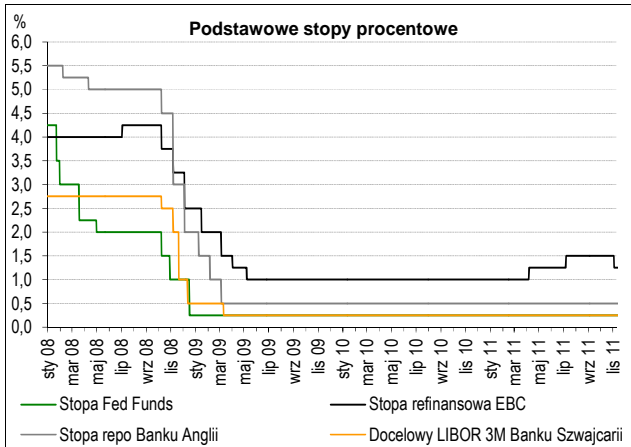 %
Podstawowe stopy procentowe
6,0
5,5
5,0
4,5
4,0
3,5
3,0
2,5
2,0
1,5
1,0
0,5
0,0
sty 08
mar 08
maj 08
lip 08
wrz 08
lis 08
sty 09
mar 09
maj 09
lip 09
wrz 09
lis 09
sty 10
mar 10
maj 10
lip 10
wrz 10
lis 10
sty 11
mar 11
maj 11
lip 11
wrz 11
lis 11
Stopa Fed Funds
Stopa refinansowa EBC
Stopa repo Banku Anglii
Docelowy LIBOR 3M Banku Szwajcarii